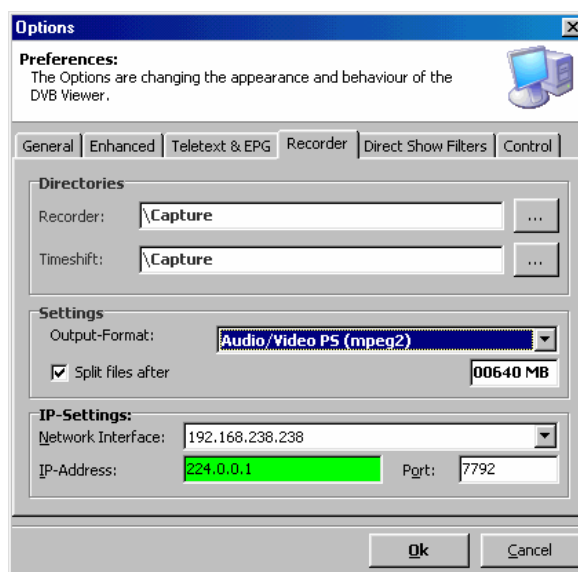 Options
Preferences:
The Options are changing the appearance and behaviour of the
DVB Viewer.
General Enhanced Teletext & EPG Recorder Direct Show Filters Control
Directories
Recorder: \Capture ...
Timeshift: \Capture ...
Settings
Output-Format: Audio/Video PS (mpeg2)
Split files after 00640 MB
IP-Settings:
Network Interface: 192.168.238.238
IP-Address: 224.0.0.1 Port: 7792
Ok Cancel